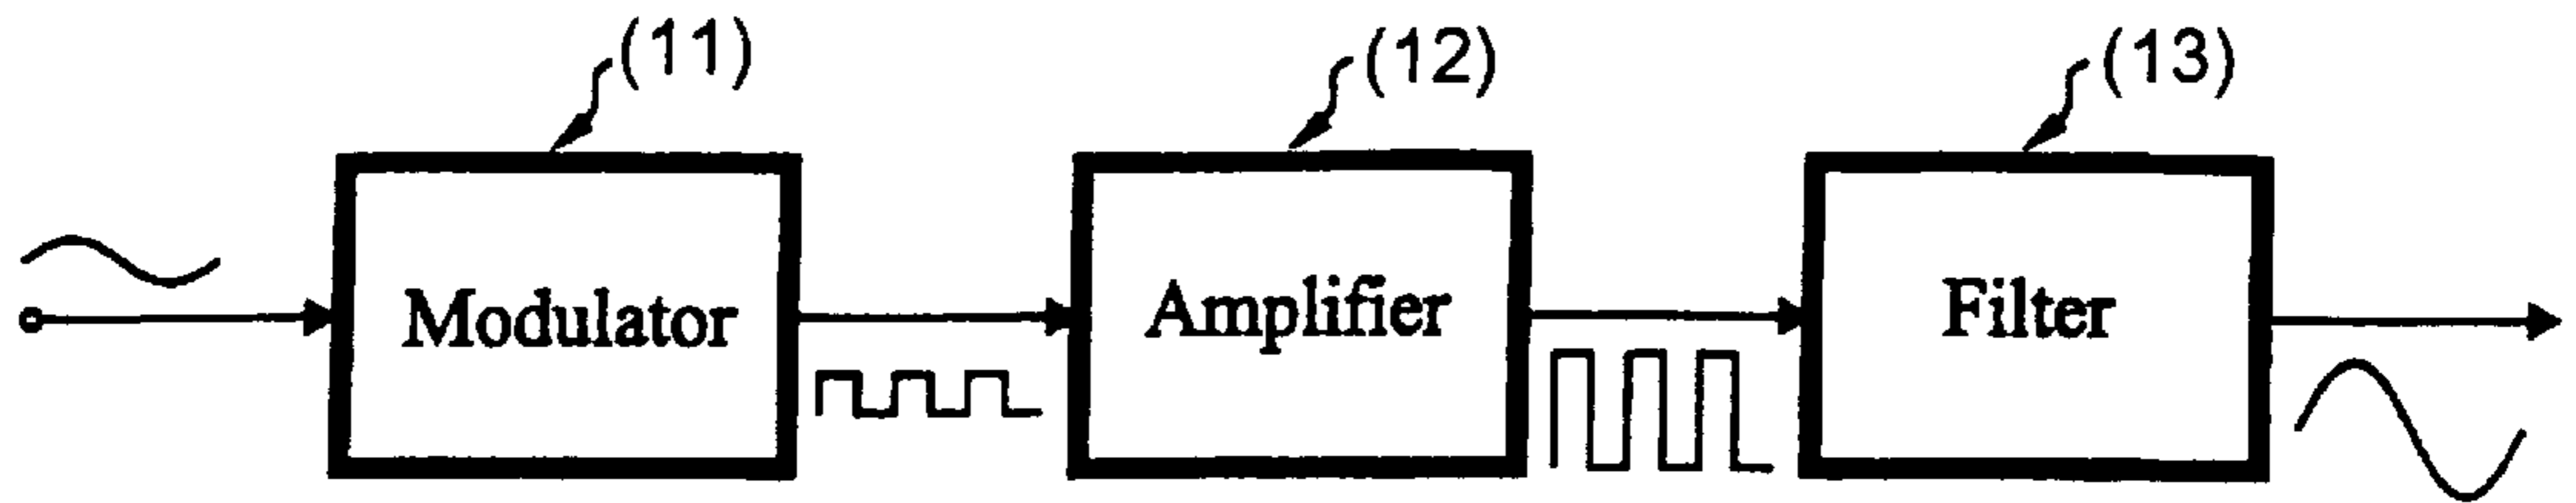 (11)
(12)
(13)
Modulator
Amplifier
Filter